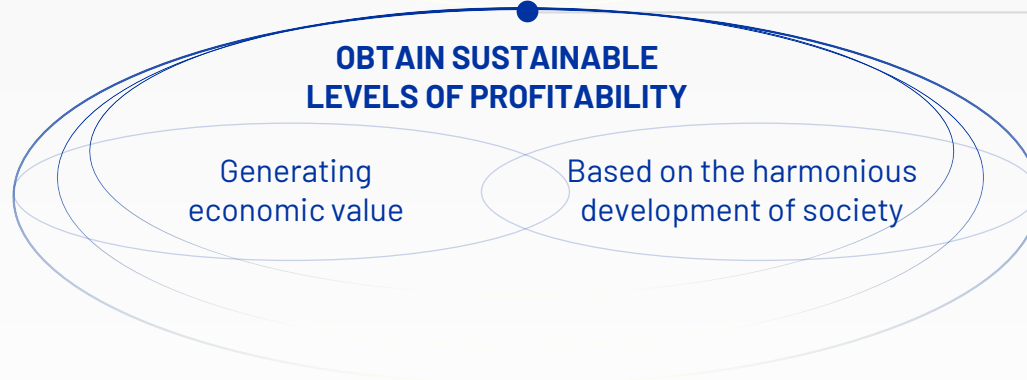 OBTAIN SUSTAINABLE
LEVELS OF PROFITABILITY
Generating
economic value
Based on the harmonious
development of society